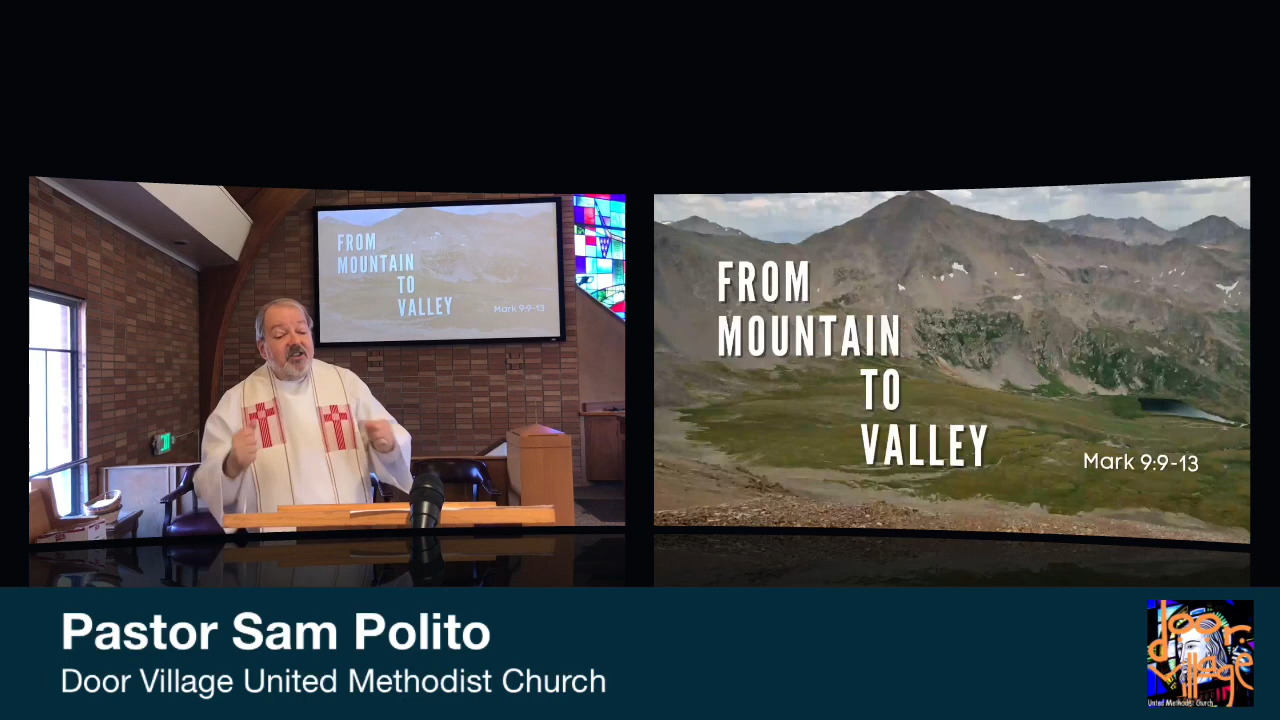 FROM
MOUNTAIN
TO
VALLEY
Mark 9:9-13
FROM
MOUNTAIN
TO
VALLEY
Mark 9:9-13
Pastor Sam Polito
Door Village United Methodist Church
door
village
United Methodist Church